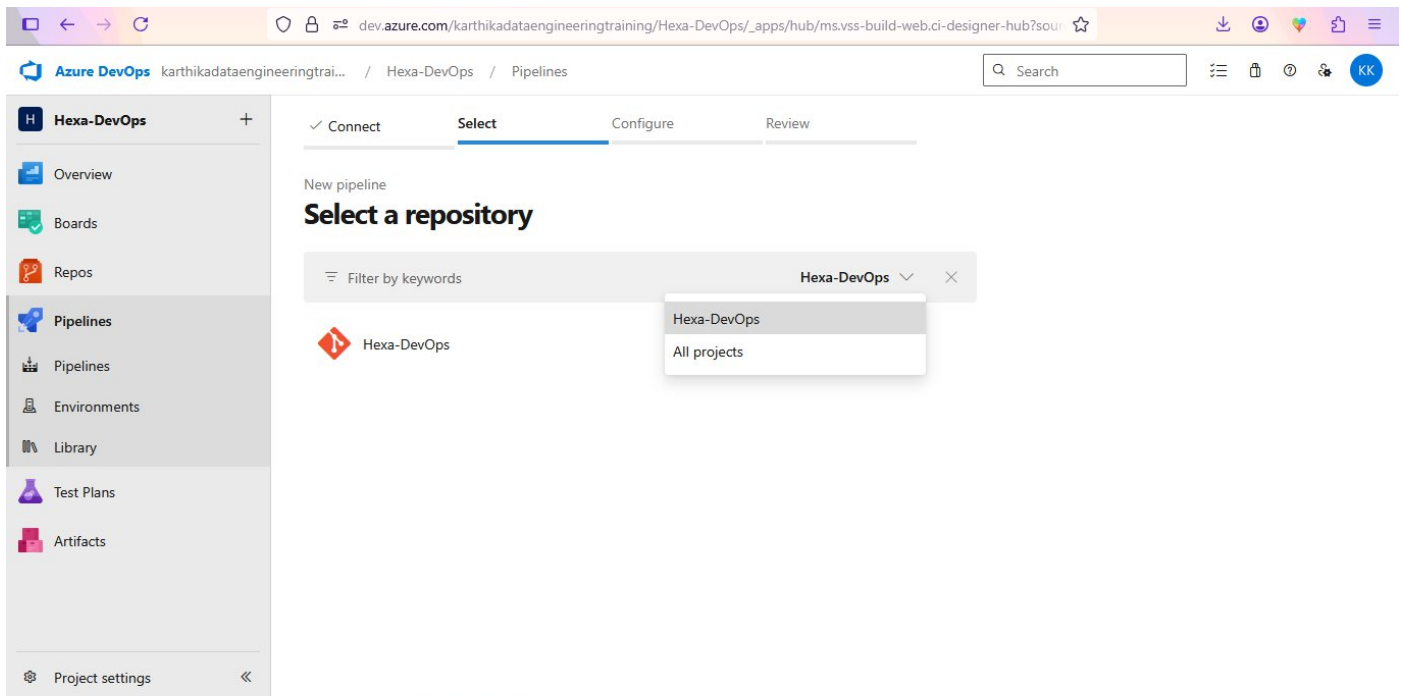 dev.azure.com/karthikadataengineeringtraining/Hexa-DevOps/_apps/hub/ms.vss-build-web.ci-designer-hub?sour
Azure DevOps karthikadataengineeringtrai... / Hexa-DevOps / Pipelines
Search
KK
H Hexa-DevOps +
Connect Select Configure Review
Overview
New pipeline
Select a repository
Boards
Repos
Filter by keywords Hexa-DevOps
Pipelines
Hexa-DevOps
Hexa-DevOps
All projects
Pipelines
Environments
Library
Test Plans
Artifacts
Project settings